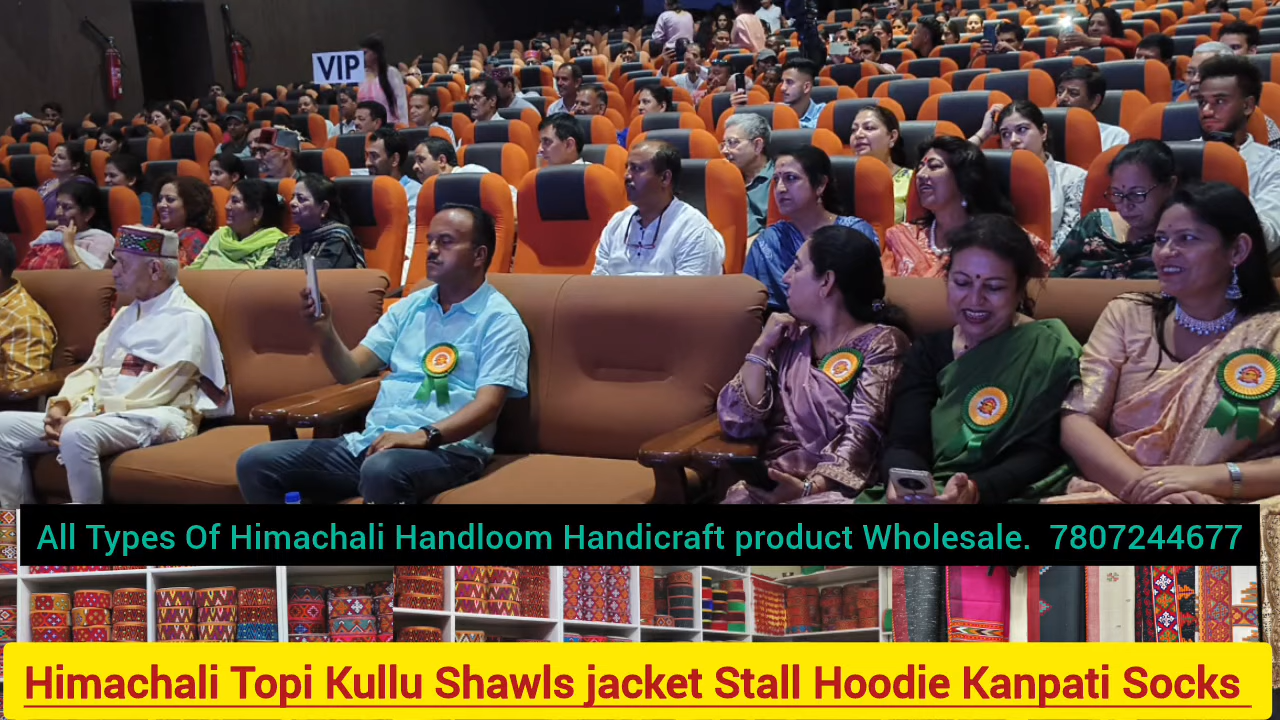 VIP
All Types Of Himachali Handloom Handicraft product Wholesale. 7807244677
Himachali Topi Kullu Shawls jacket Stall Hoodie Kanpati Socks